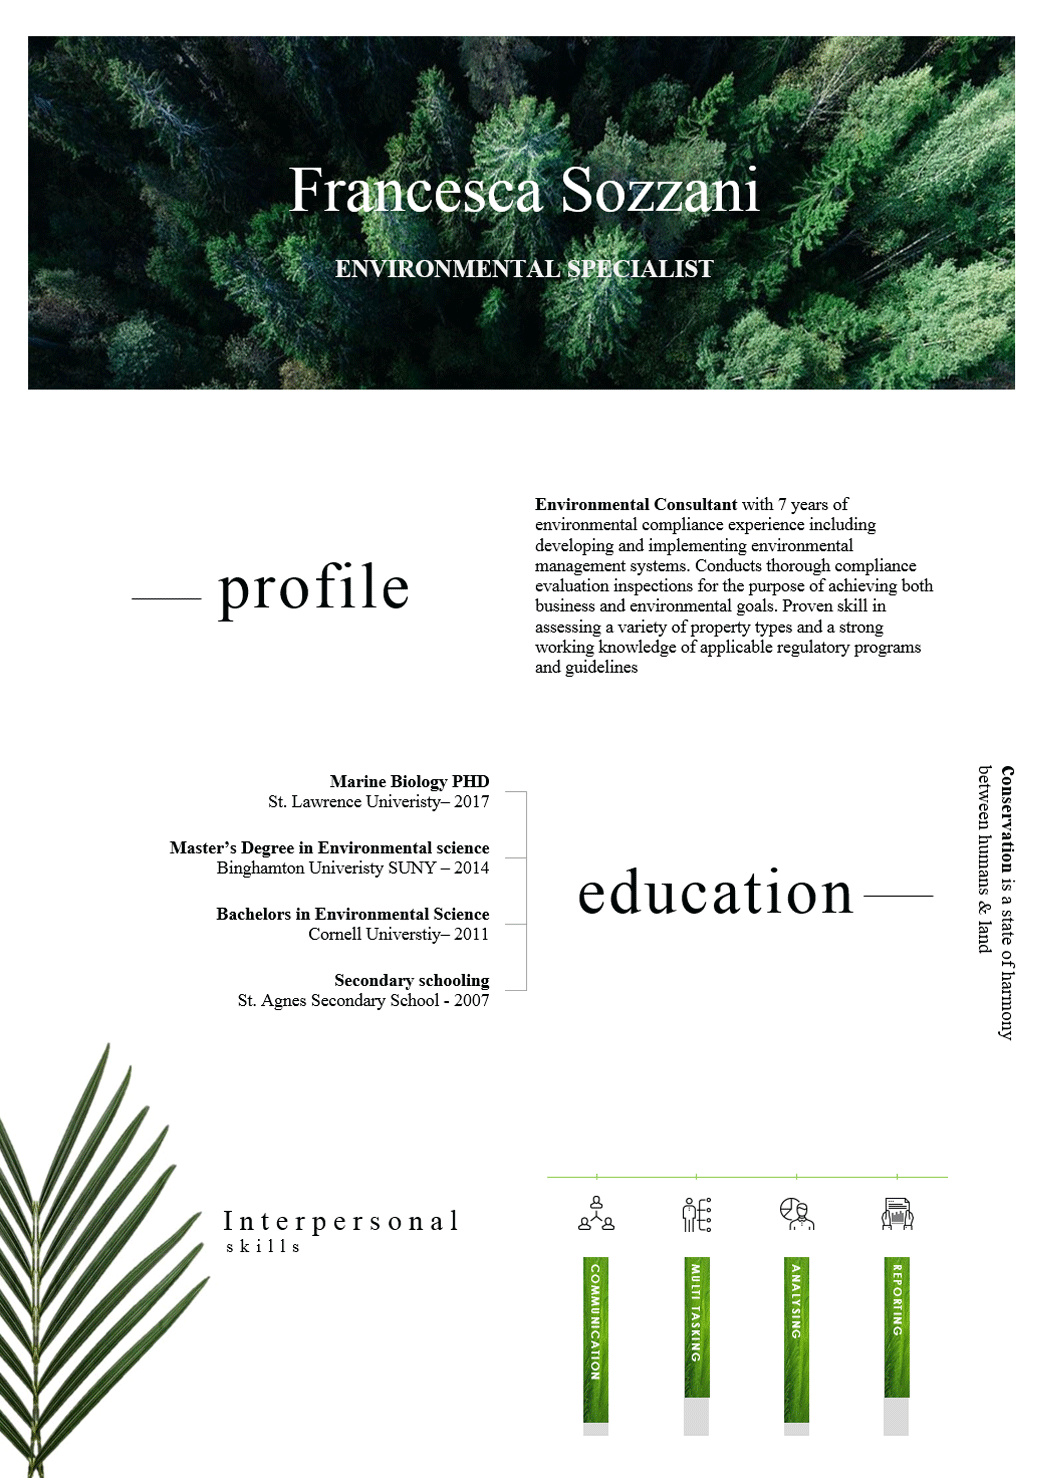 Francesca Sozzani
ENVIRONMENTAL SPECIALIST
profile
Environmental Consultant with 7 years of
environmental compliance experience including
developing and implementing environmental
management systems. Conducts thorough compliance
evaluation inspections for the purpose of achieving both
business and environmental goals. Proven skill in
assessing a variety of property types and a strong
working knowledge of applicable regulatory programs
and guidelines
Marine Biology PHD
St. Lawrence Univeristy– 2017
Master’s Degree in Environmental science
Binghamton Univeristy SUNY – 2014
Bachelors in Environmental Science
Cornell Universtiy– 2011
Secondary schooling
St. Agnes Secondary School - 2007
education
Conservation is a state of harmony
between humans & land
Interpersonal
skills
COMMUNICATION
MULTI TASKING
ANALYSING
REPORTING